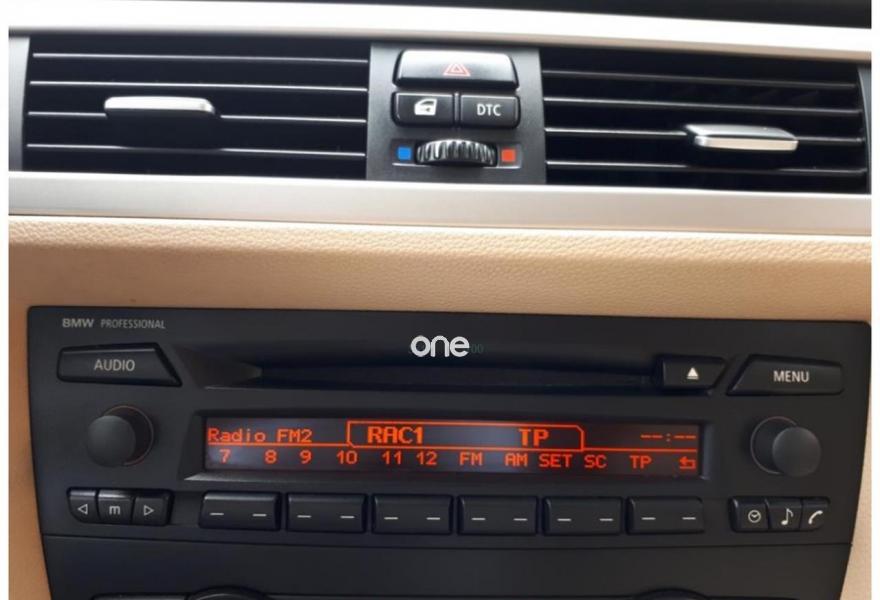 DTC
BMW PROFESSIONAL
one
AUDIO
MENU
Radio FM2 RAC1 TP --:--
7 8 9 10 11 12 FM AM SET SC TP
m